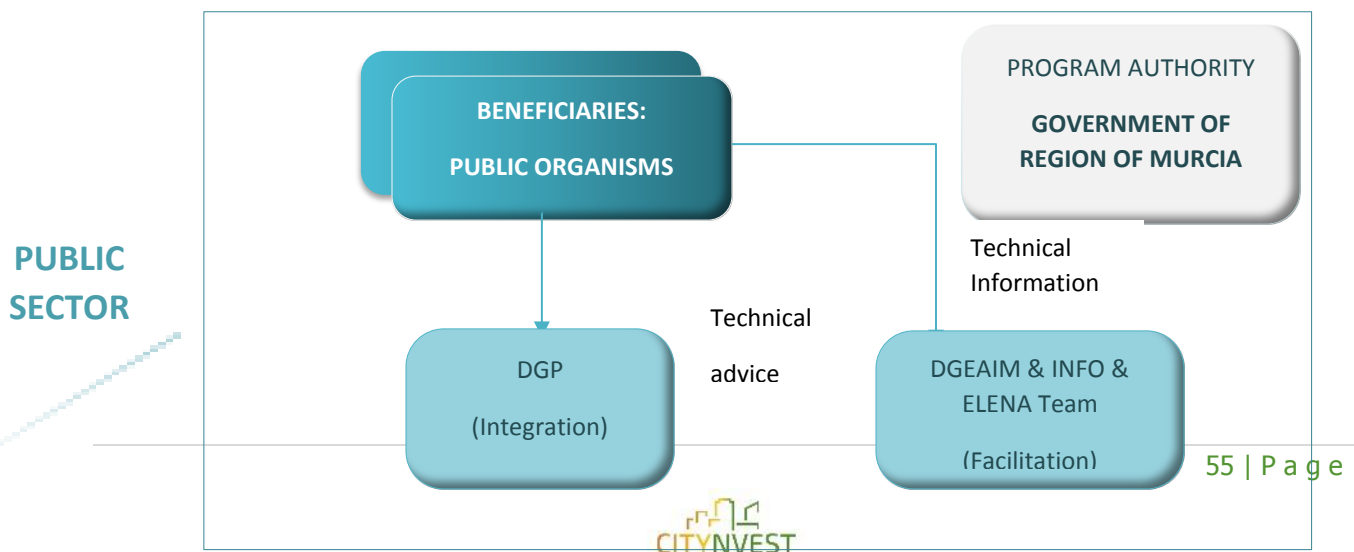 BENEFICIARIES:
PUBLIC ORGANISMS
PROGRAM AUTHORITY
GOVERNMENT OF
REGION OF MURCIA
PUBLIC
SECTOR
Technical
Information
Technical
advice
DGP
(Integration)
DGEAIM & INFO &
ELENA Team
(Facilitation)
55 | P a g e
CITYNVEST